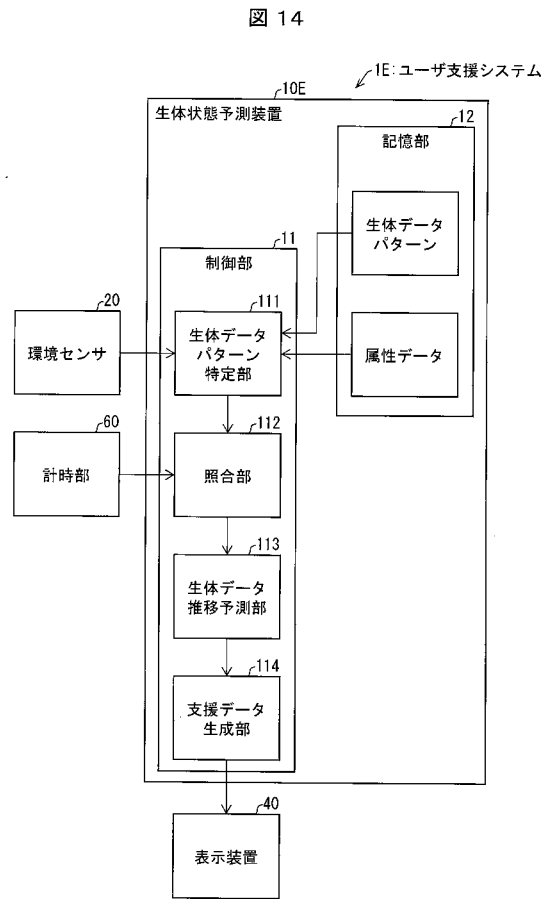 図 14
1E:ユーザ支援システム
10E
生体状態予測装置
12
記憶部
生体データ
パターン
属性データ
11
制御部
111
生体データ
パターン
特定部
20
環境センサ
60
計時部
112
照合部
113
生体データ
推移予測部
114
支援データ
生成部
40
表示装置